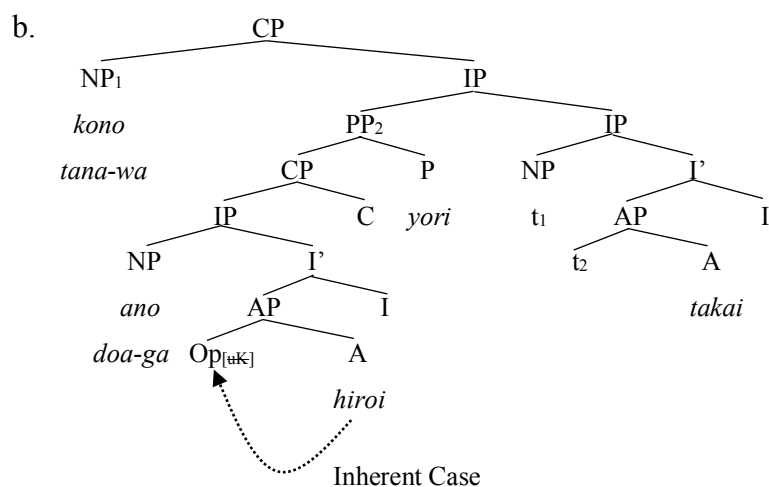 b. CP
NP₁ IP
kono PP₂ IP
tana-wa CP P NP I’
IP C yori t₁ AP I
NP I’ t₂ A
ano AP I takai
doa-ga Op[uK] A
hiroi
Inherent Case